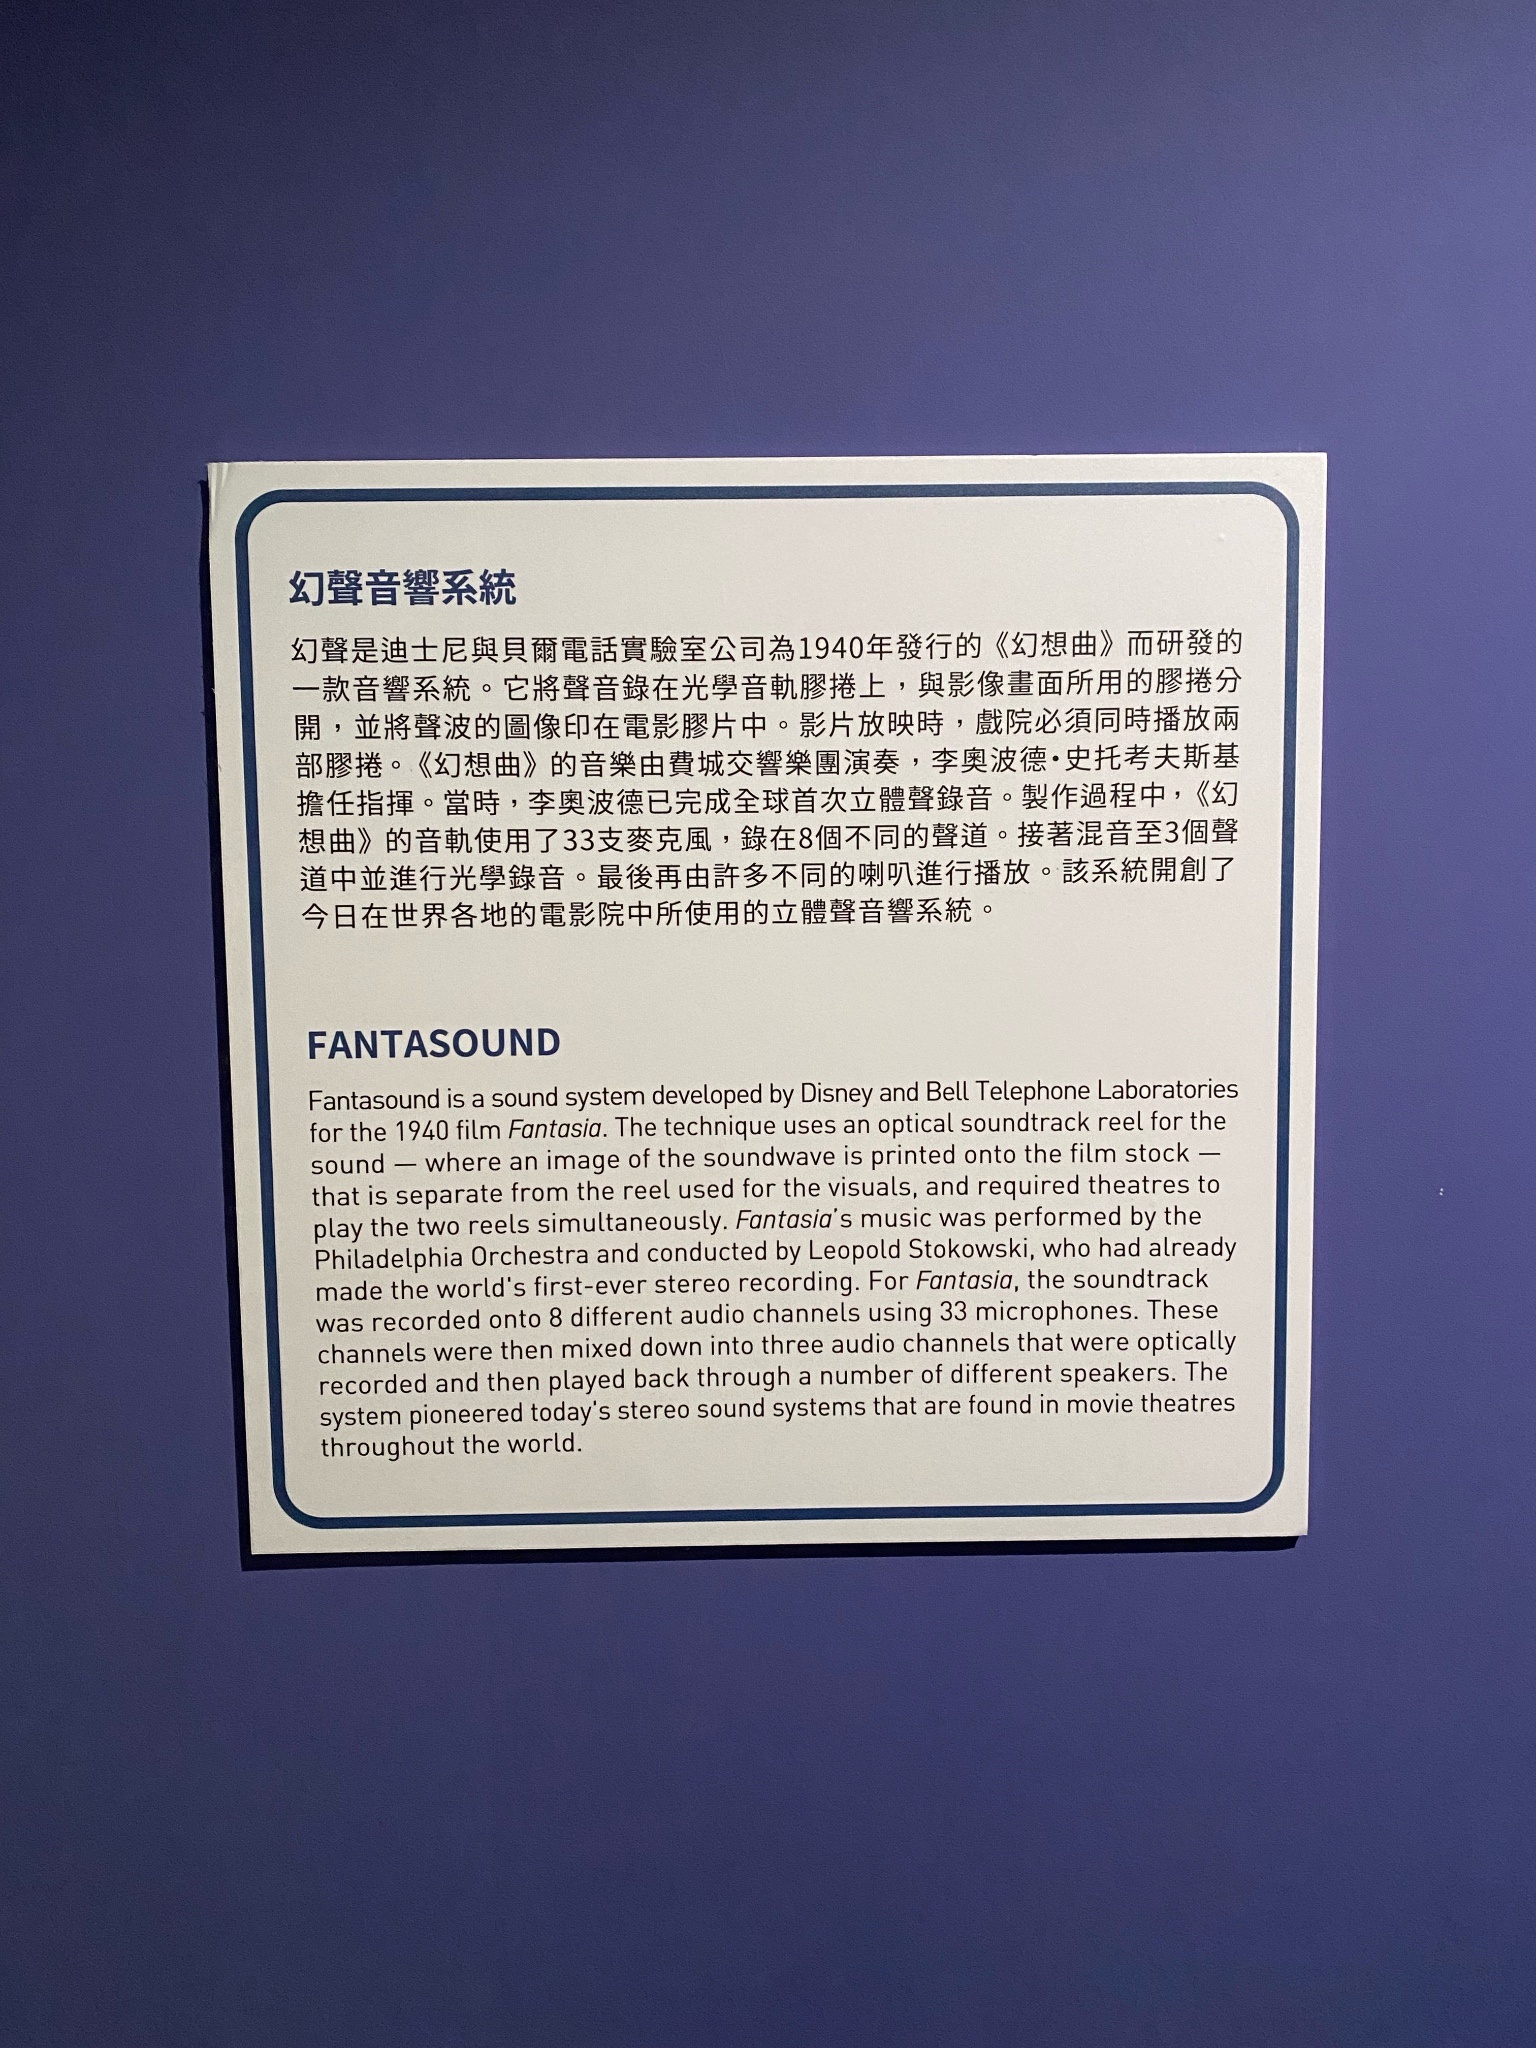 幻聲音響系統
幻聲是迪士尼與貝爾電話實驗室公司為1940年發行的《幻想曲》而研發的
一款音響系統。它將聲音錄在光學音軌膠捲上，與影像畫面所用的膠捲分
開，並將聲波的圖像印在電影膠片中。影片放映時，戲院必須同時播放兩
部膠捲。《幻想曲》的音樂由費城交響樂團演奏，李奧波德•史托考夫斯基
擔任指揮。當時，李奧波德已完成全球首次立體聲錄音。製作過程中，《幻
想曲》的音軌使用了33支麥克風，錄在8個不同的聲道。接著混音至3個聲
道中並進行光學錄音。最後再由許多不同的喇叭進行播放。該系統開創了
今日在世界各地的電影院中所使用的立體聲音響系統。
FANTASOUND
Fantasound is a sound system developed by Disney and Bell Telephone Laboratories
for the 1940 film Fantasia. The technique uses an optical soundtrack reel for the
sound — where an image of the soundwave is printed onto the film stock —
that is separate from the reel used for the visuals, and required theatres to
play the two reels simultaneously. Fantasia's music was performed by the
Philadelphia Orchestra and conducted by Leopold Stokowski, who had already
made the world's first-ever stereo recording. For Fantasia, the soundtrack
was recorded onto 8 different audio channels using 33 microphones. These
channels were then mixed down into three audio channels that were optically
recorded and then played back through a number of different speakers. The
system pioneered today's stereo sound systems that are found in movie theatres
throughout the world.